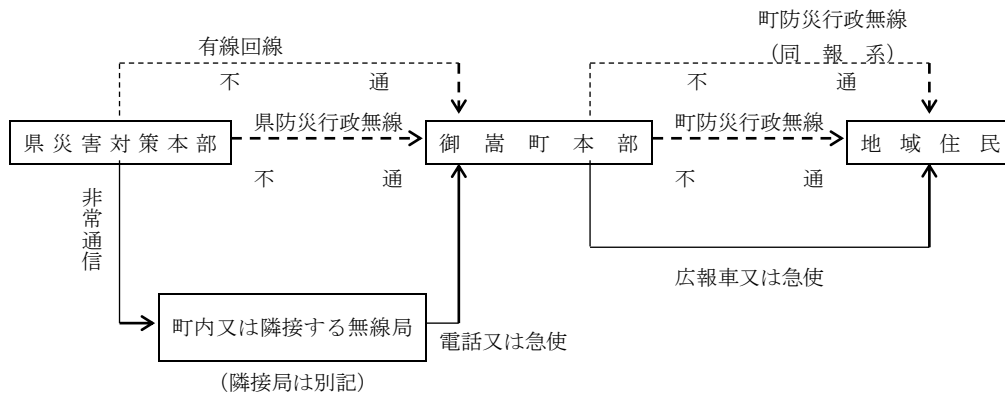 町防災行政無線
(同　報　系)
有線回線
不　通
不　通
県災害対策本部
県防災行政無線
御嵩町本部
町防災行政無線
地域住民
不　通
不　通
非常通信
広報車又は急使
町内又は隣接する無線局
電話又は急使
(隣接局は別記)